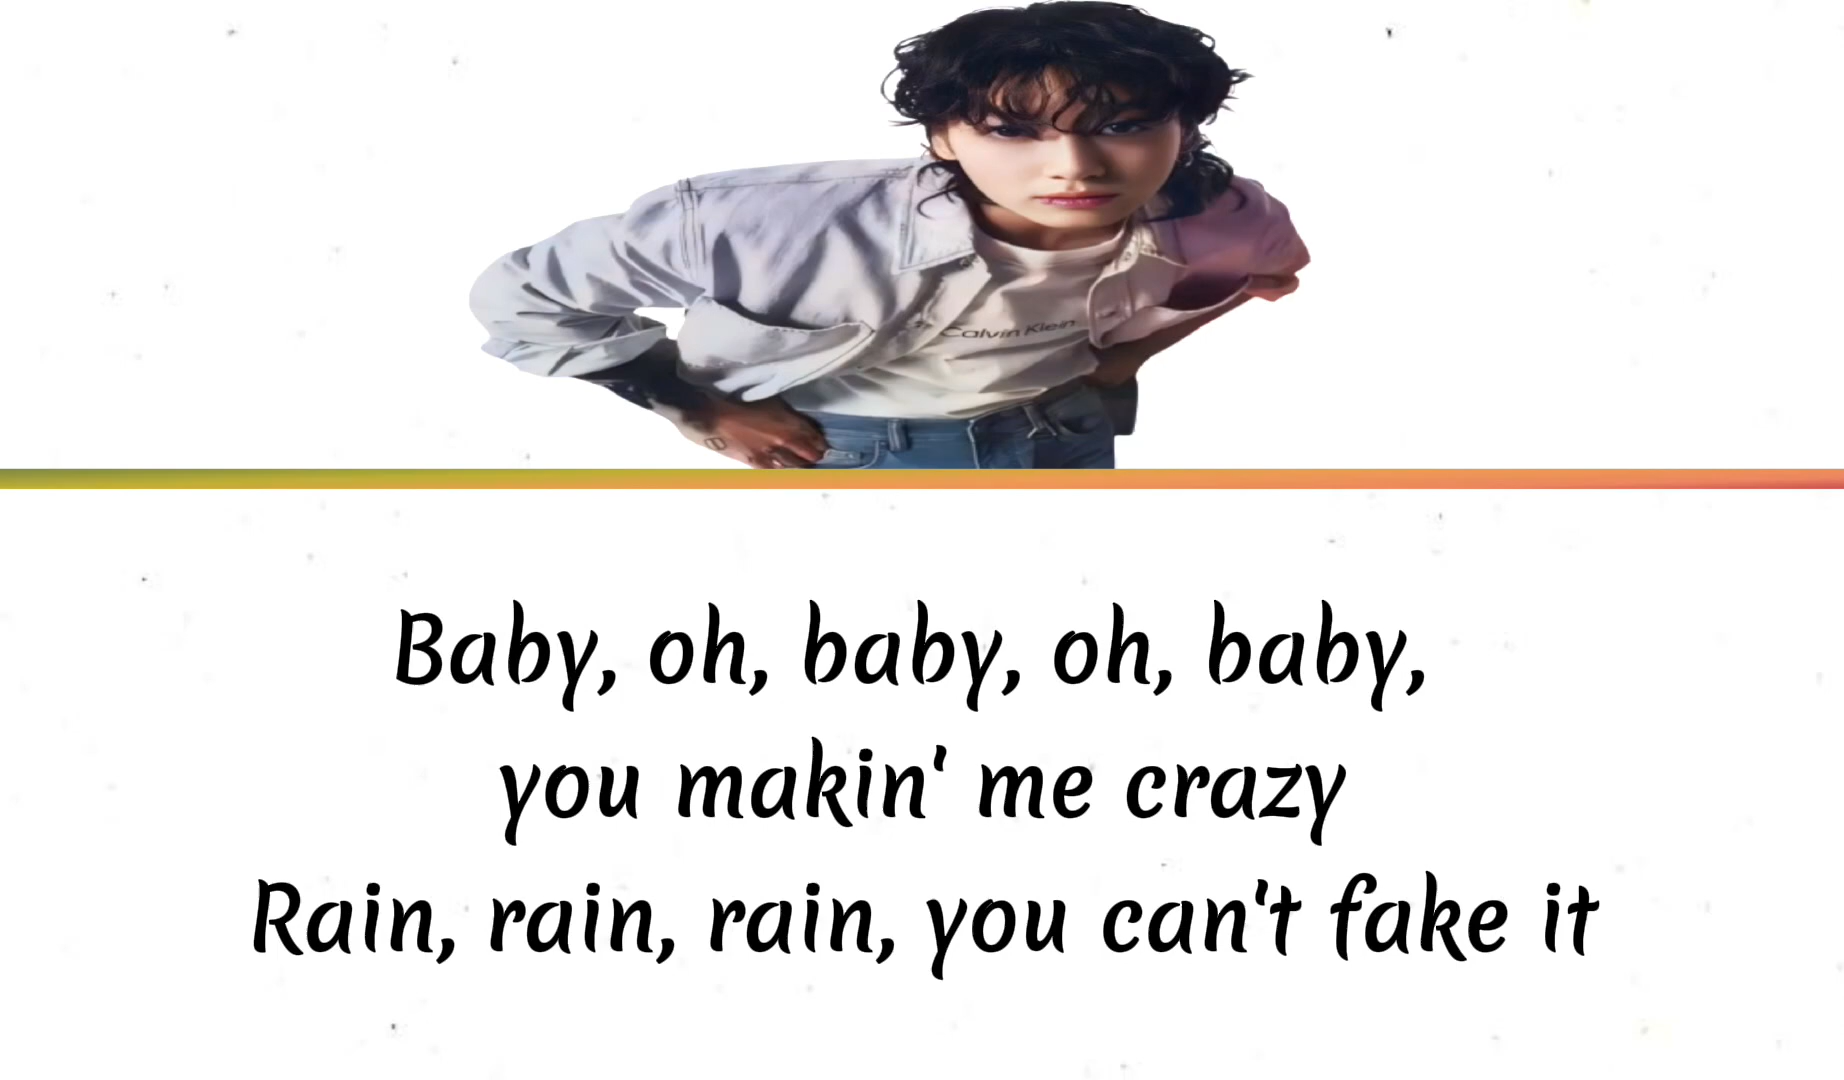 Calvin Klein
Baby, oh, baby, oh, baby,
you makin' me crazy
Rain, rain, rain, you can't fake it